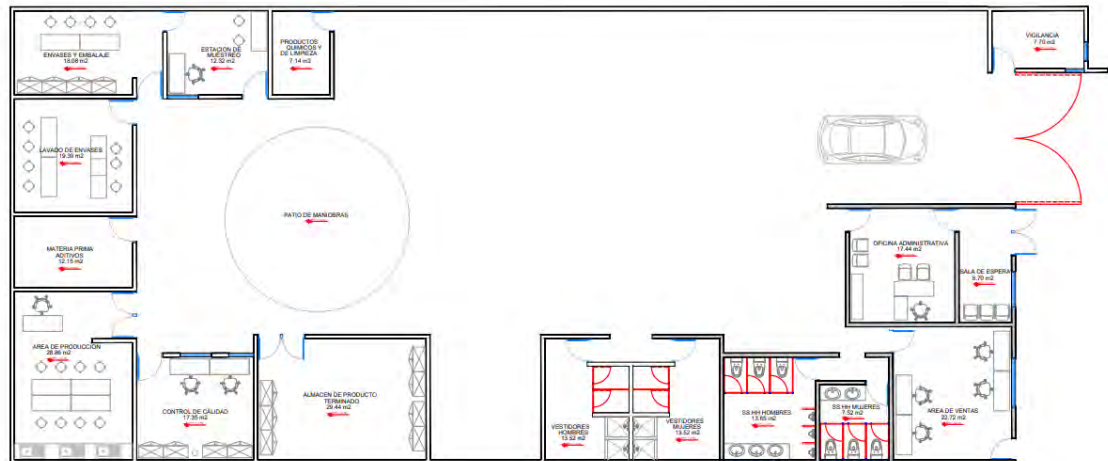 ENVASES Y EMBALAJE
ESTACION DE
MUESTREO
12.32 m2
PRODUCTOS
QUIMICOS Y
DE LIMPIEZA
7.14 m2
VIGILANCIA
7.70 m2
LAVADO DE ENVASES
19.39 m2
PATIO DE MANIOBRAS
MATERIA PRIMA
ADITIVOS
12.15 m2
OFICINA ADMINISTRATIVA
17.44 m2
SALA DE ESPERA
9.70 m2
AREA DE PRODUCCIÓN
28.86 m2
CONTROL DE CALIDAD
17.35 m2
ALMACEN DE PRODUCTO
TERMINADO
29.44 m2
VESTIDORES
HOMBRES
13.52 m2
VESTIDORES
MUJERES
13.52 m2
SS.HH HOMBRES
13.65 m2
SS.HH MUJERES
7.52 m2
AREA DE VENTAS
22.72 m2